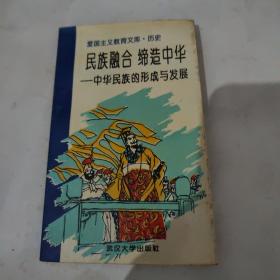 爱国主义教育文库·历史
民族融合 缔造中华
—中华民族的形成与发展
武汉大学出版社